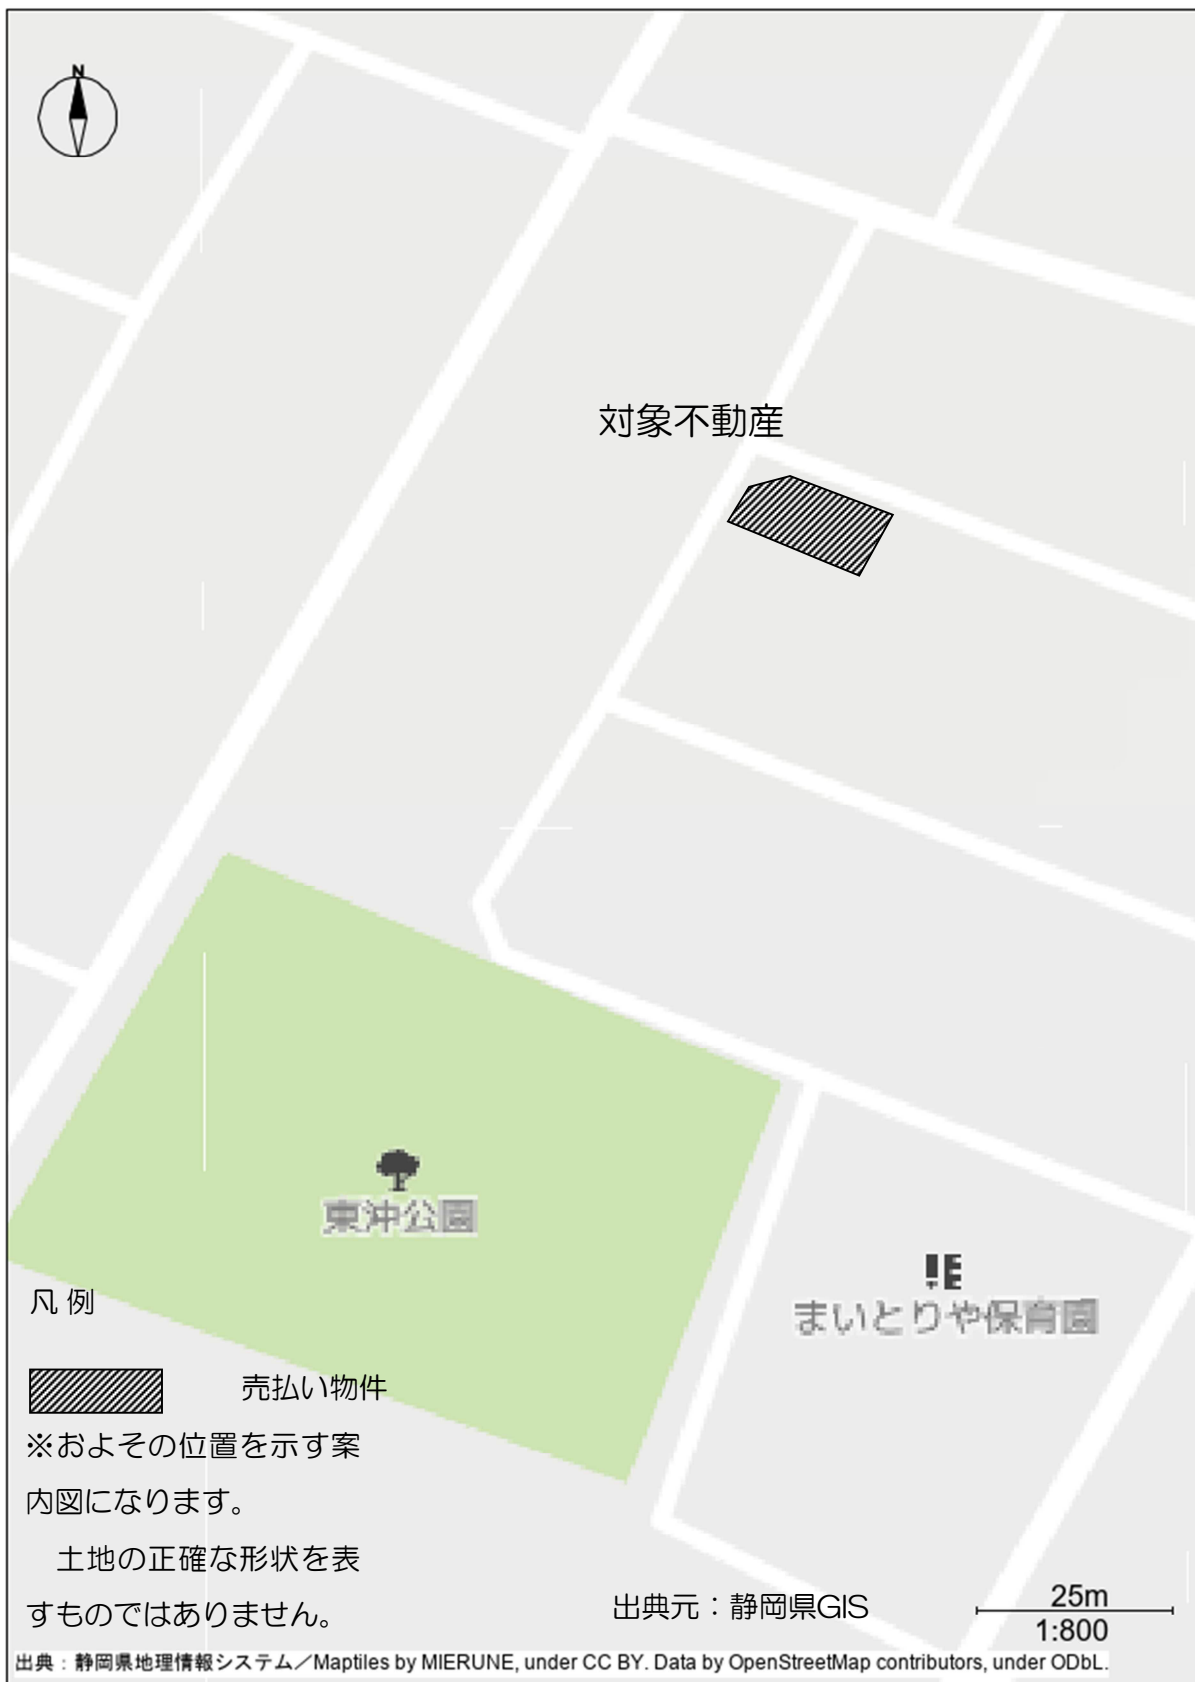 N
対象不動産
東沖公園
まいとりや保育園
凡 例
売払い物件
※およその位置を示す案
内図になります。
　土地の正確な形状を表
すものではありません。
出典元：静岡県GIS
25m
1:800
出典：静岡県地理情報システム／Maptiles by MIERUNE, under CC BY. Data by OpenStreetMap contributors, under ODbL.